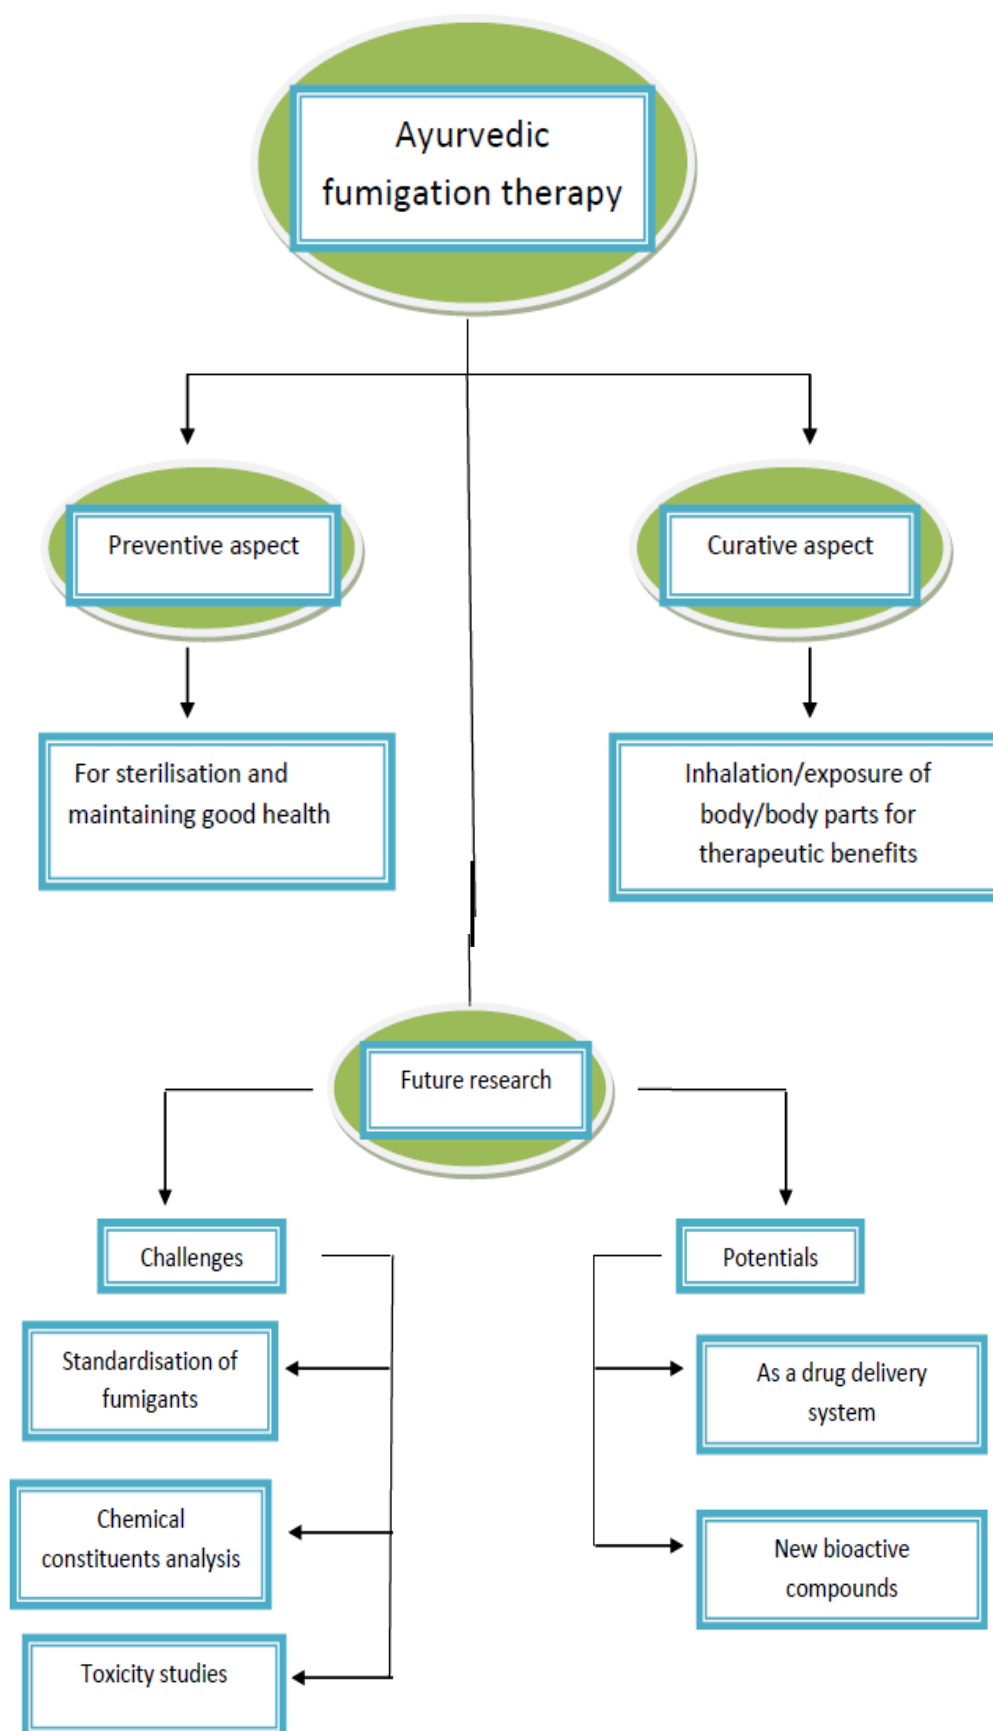 Ayurvedic
fumigation therapy
Preventive aspect
Curative aspect
For sterilisation and
maintaining good health
Inhalation/exposure of
body/body parts for
therapeutic benefits
Future research
Challenges
Potentials
Standardisation of
fumigants
As a drug delivery
system
Chemical
constituents analysis
New bioactive
compounds
Toxicity studies